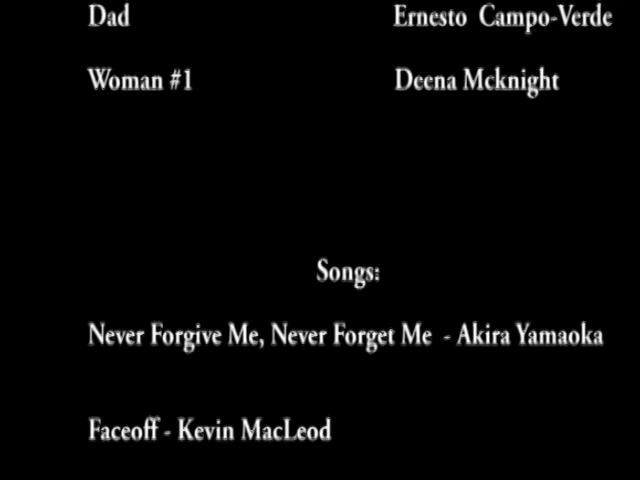 Dad Ernesto Campo-Verde
Woman #1 Deena Mcknight
Songs:
Never Forgive Me, Never Forget Me - Akira Yamaoka
Faceoff - Kevin MacLeod